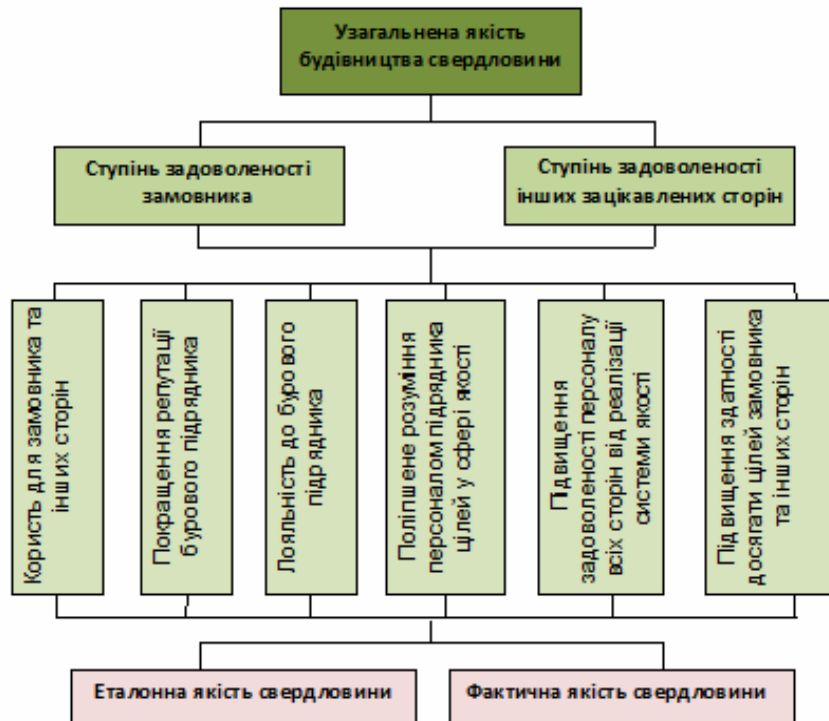 Узагальнена якість
будівництва свердловини
Ступінь задоволеності
замовника
Ступінь задоволеності
інших зацікавлених сторін
Користь для замовника та
інших сторін
Покращення репутації
бурового підрядника
Лояльність до бурового
підрядника
Поліпшене розуміння
персоналом підрядника
цілей у сфері якості
Підвищення
задоволеності персоналу
всіх сторін від реалізації
системи якості
Підвищення здатності
досягати цілей замовника
та інших сторін
Еталонна якість свердловини
Фактична якість свердловини